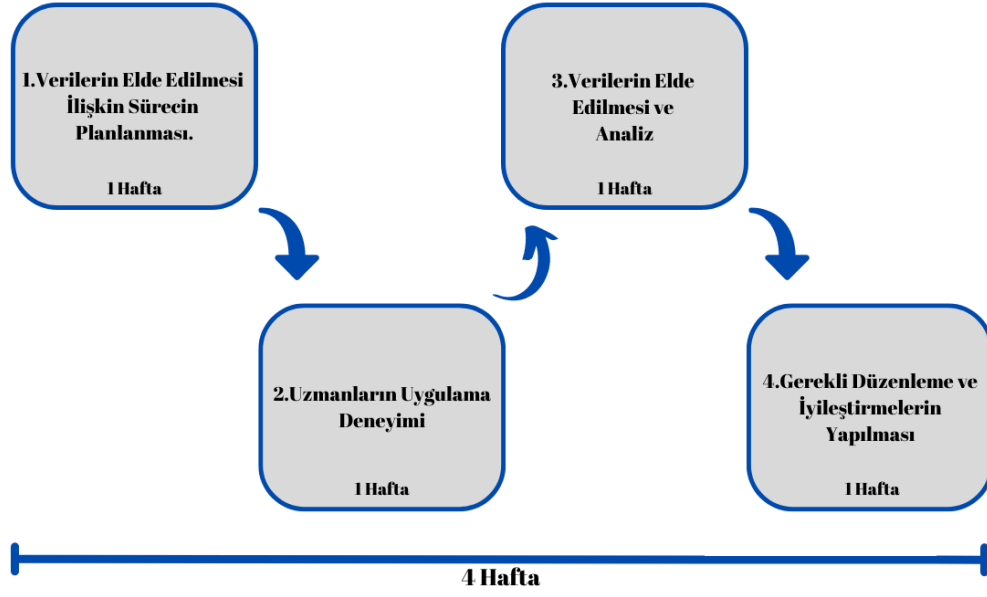 1.Verilerin Elde Edilmesi
İlişkin Sürecin
Planlanması.
1 Hafta
2.Uzmanların Uygulama
Deneyimi
1 Hafta
3.Verilerin Elde
Edilmesi ve
Analiz
1 Hafta
4.Gerekli Düzenleme ve
İyileştirmelerin
Yapılması
1 Hafta
4 Hafta